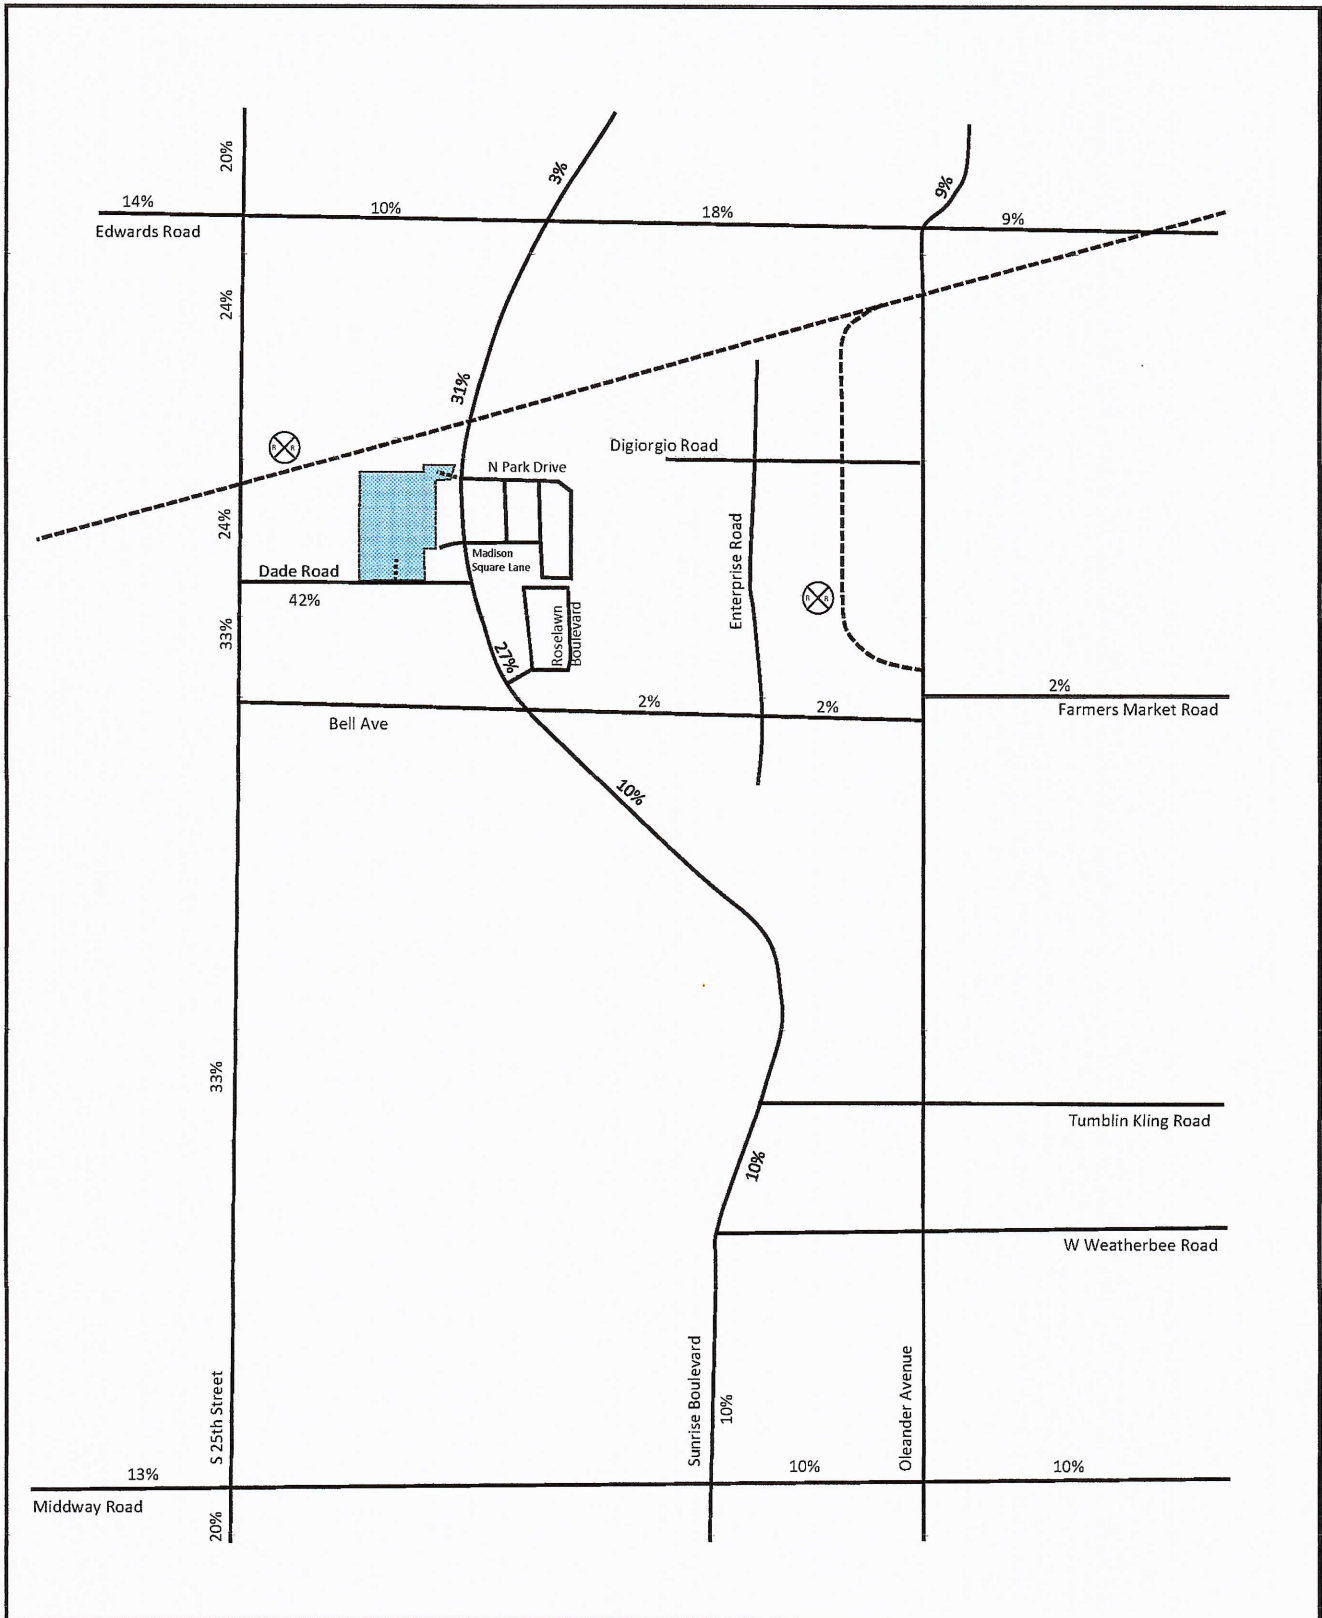 20%
3%
9%
14%
10%
18%
9%
Edwards Road
24%
31%
Digiorgio Road
R R
N Park Drive
24%
Enterprise Road
Madison
Square Lane
Dade Road
42%
R R
33%
27%
Roselawn
Boulevard
2%
2%
2%
Farmers Market Road
Bell Ave
10%
33%
Tumblin Kling Road
10%
W Weatherbee Road
S 25th Street
Sunrise Boulevard
10%
Oleander Avenue
13%
10%
10%
Middway Road
20%